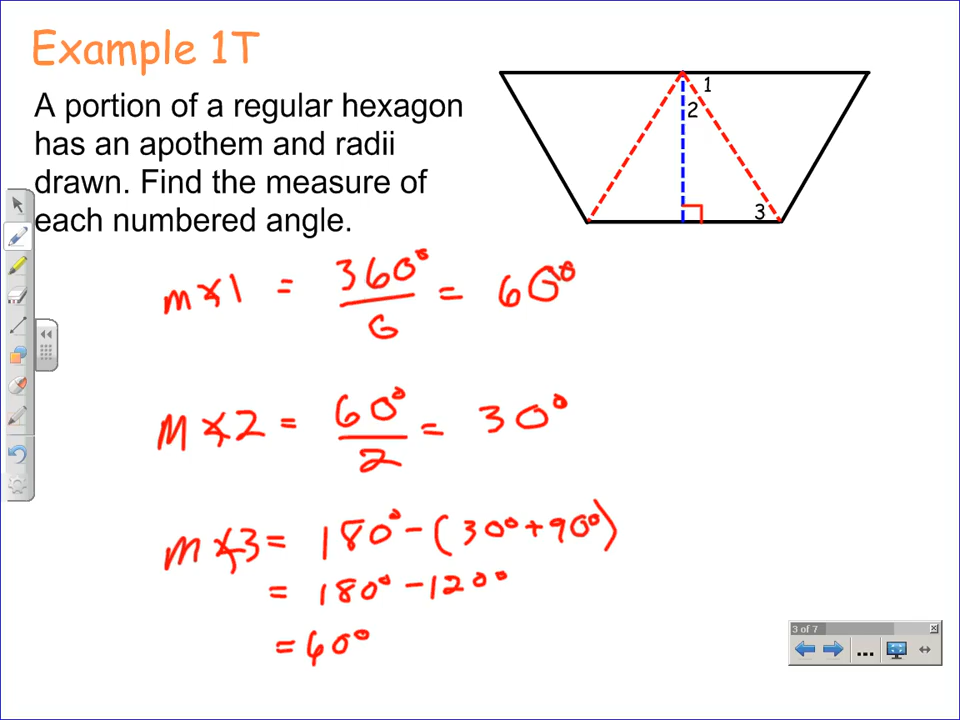 Example 1T
A portion of a regular hexagon
has an apothem and radii
drawn. Find the measure of
each numbered angle.
1
2
3
m∡1 = 360°/6 = 60°
m∡2 = 60°/2 = 30°
m∡3 = 180° - (30° + 90°)
= 180° - 120°
= 60°
3 of 7